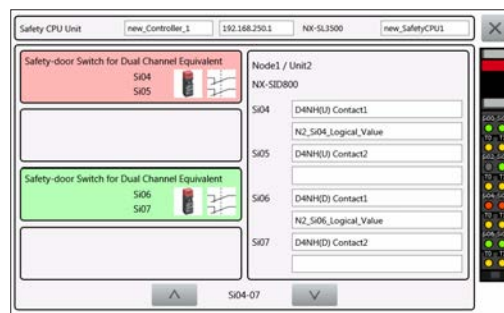 Safety CPU Unit new_Controller_1 192.168.250.1 NX-SL3500 new_SafetyCPU1
Safety-door Switch for Dual Channel Equivalent
Si04
Si05
Safety-door Switch for Dual Channel Equivalent
Si06
Si07
Node1 / Unit2
NX-SID800
Si04 D4NH(U) Contact1
N2_Si04_Logical_Value
Si05 D4NH(U) Contact2
Si06 D4NH(D) Contact1
N2_Si06_Logical_Value
Si07 D4NH(D) Contact2
Si04-07